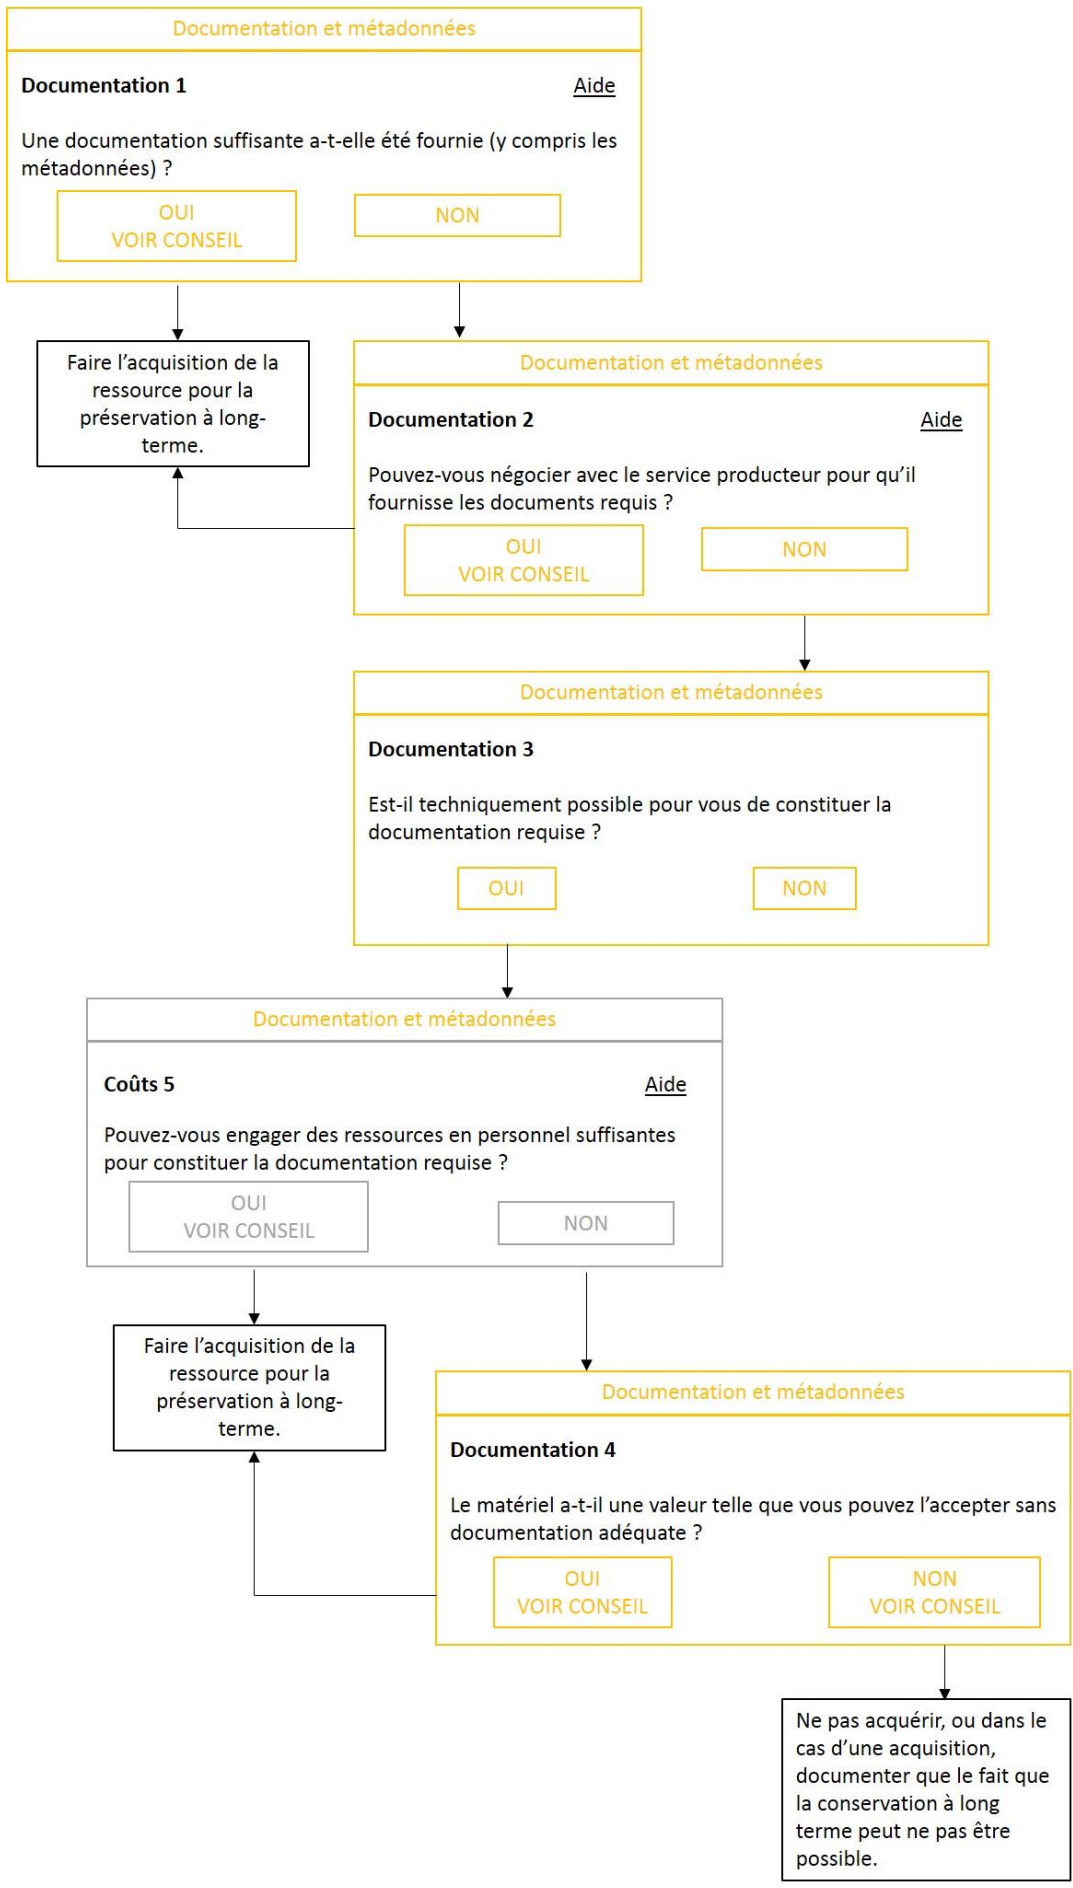 Documentation et métadonnées
Documentation 1
Aide
Une documentation suffisante a-t-elle été fournie (y compris les
métadonnées) ?
OUI
VOIR CONSEIL
NON
Faire l’acquisition de la
ressource pour la
préservation à long-
terme.
Documentation et métadonnées
Documentation 2
Aide
Pouvez-vous négocier avec le service producteur pour qu’il
fournisse les documents requis ?
OUI
VOIR CONSEIL
NON
Documentation et métadonnées
Documentation 3
Est-il techniquement possible pour vous de constituer la
documentation requise ?
OUI
NON
Documentation et métadonnées
Coûts 5
Aide
Pouvez-vous engager des ressources en personnel suffisantes
pour constituer la documentation requise ?
OUI
VOIR CONSEIL
NON
Faire l’acquisition de la
ressource pour la
préservation à long-
terme.
Documentation et métadonnées
Documentation 4
Le matériel a-t-il une valeur telle que vous pouvez l’accepter sans
documentation adéquate ?
OUI
VOIR CONSEIL
NON
VOIR CONSEIL
Ne pas acquérir, ou dans le
cas d’une acquisition,
documenter que le fait que
la conservation à long
terme peut ne pas être
possible.